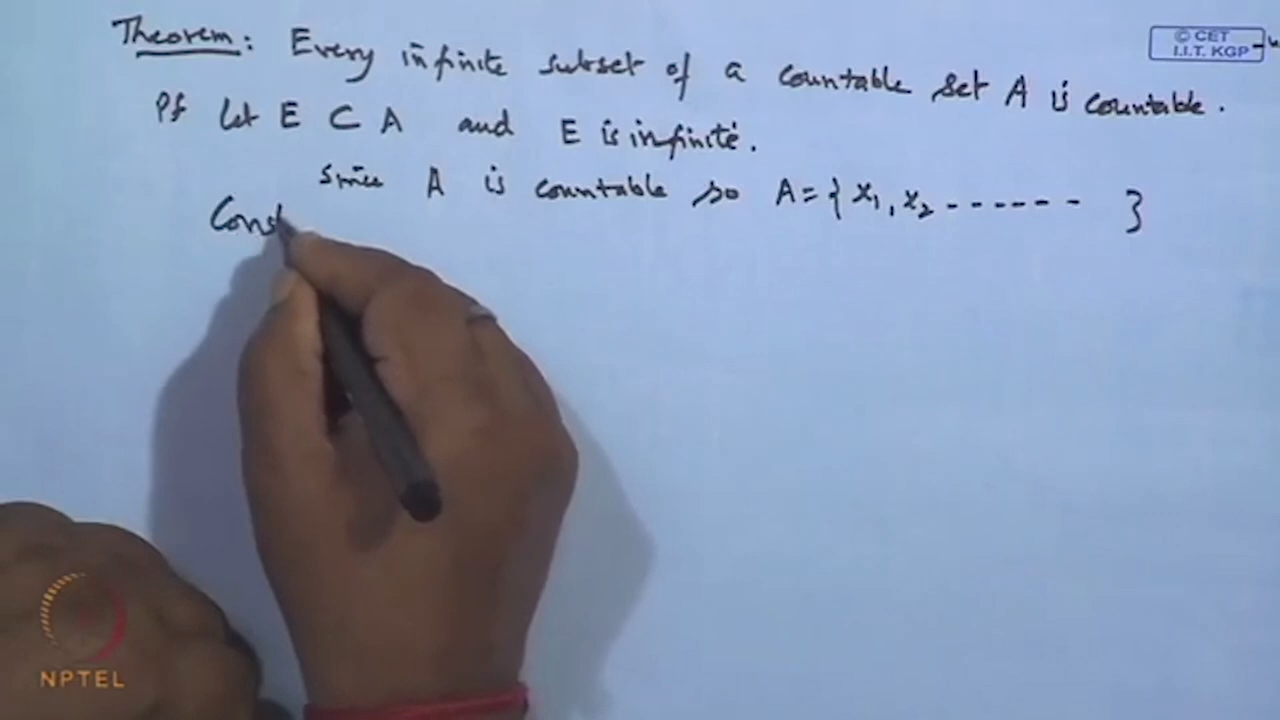 Theorem: Every infinite subset of a countable set A is countable.
© CET
I.I.T. KGP
Pf Let E ⊂ A and E is infinite.
Since A is countable so A = { x₁, x₂ ------ }
Cons
NPTEL